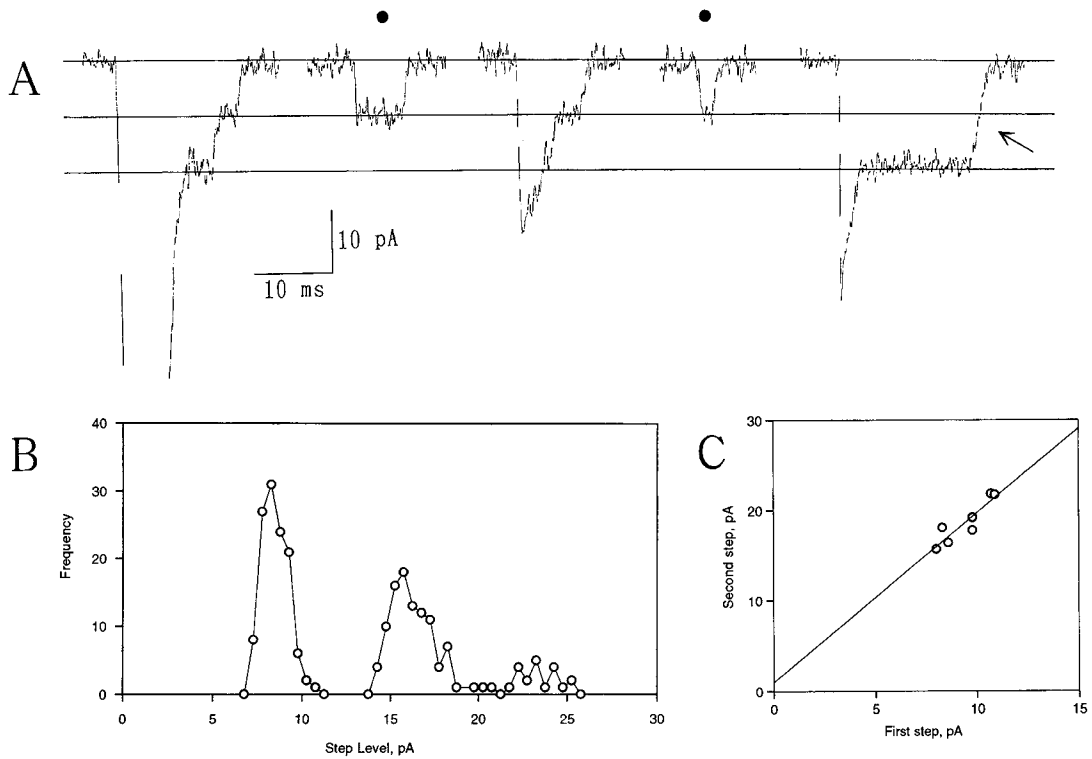 A
10 pA
10 ms
B
40
30
20
10
0
Frequency
0 5 10 15 20 25 30
Step Level, pA
C
30
20
10
0
Second step, pA
0 5 10 15
First step, pA